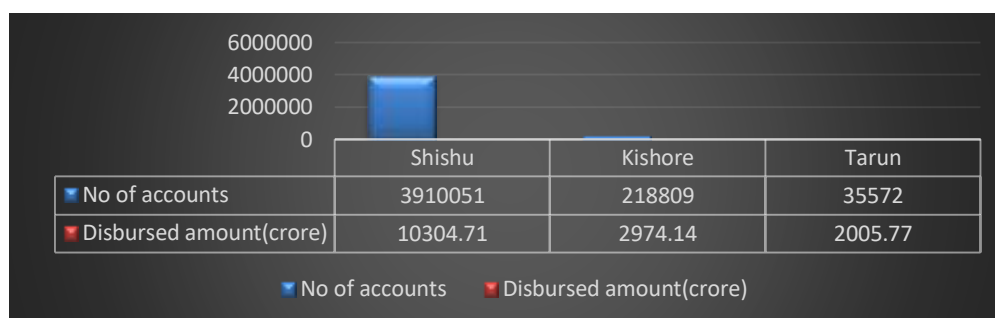 6000000
4000000
2000000
0
Shishu Kishore Tarun
No of accounts 3910051 218809 35572
Disbursed amount(crore) 10304.71 2974.14 2005.77
No of accounts Disbursed amount(crore)